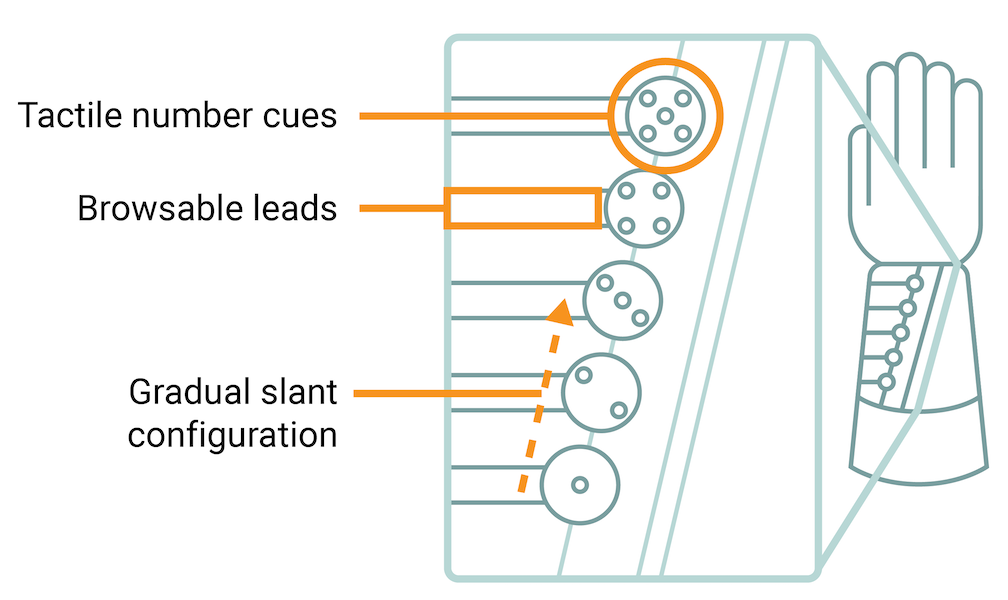 Tactile number cues
Browsable leads
Gradual slant
configuration